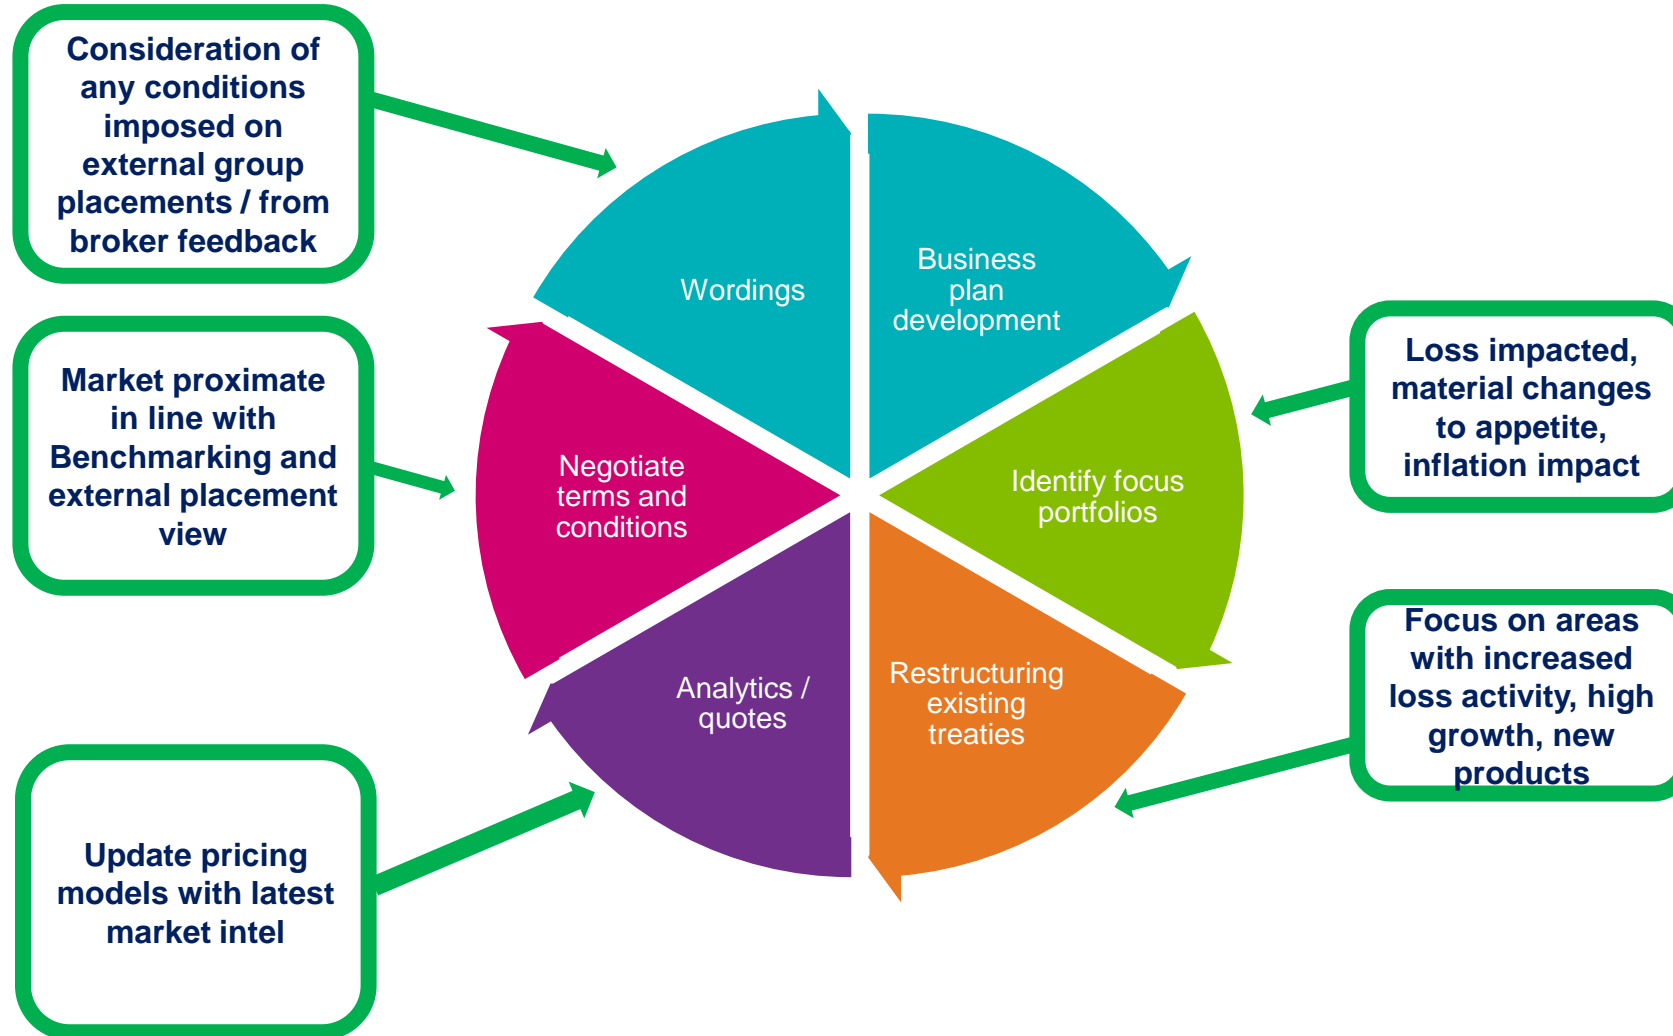 Consideration of
any conditions
imposed on
external group
placements / from
broker feedback
Wordings
Business
plan
development
Market proximate
in line with
Benchmarking and
external placement
view
Negotiate
terms and
conditions
Identify focus
portfolios
Loss impacted,
material changes
to appetite,
inflation impact
Analytics /
quotes
Restructuring
existing
treaties
Focus on areas
with increased
loss activity, high
growth, new
products
Update pricing
models with latest
market intel